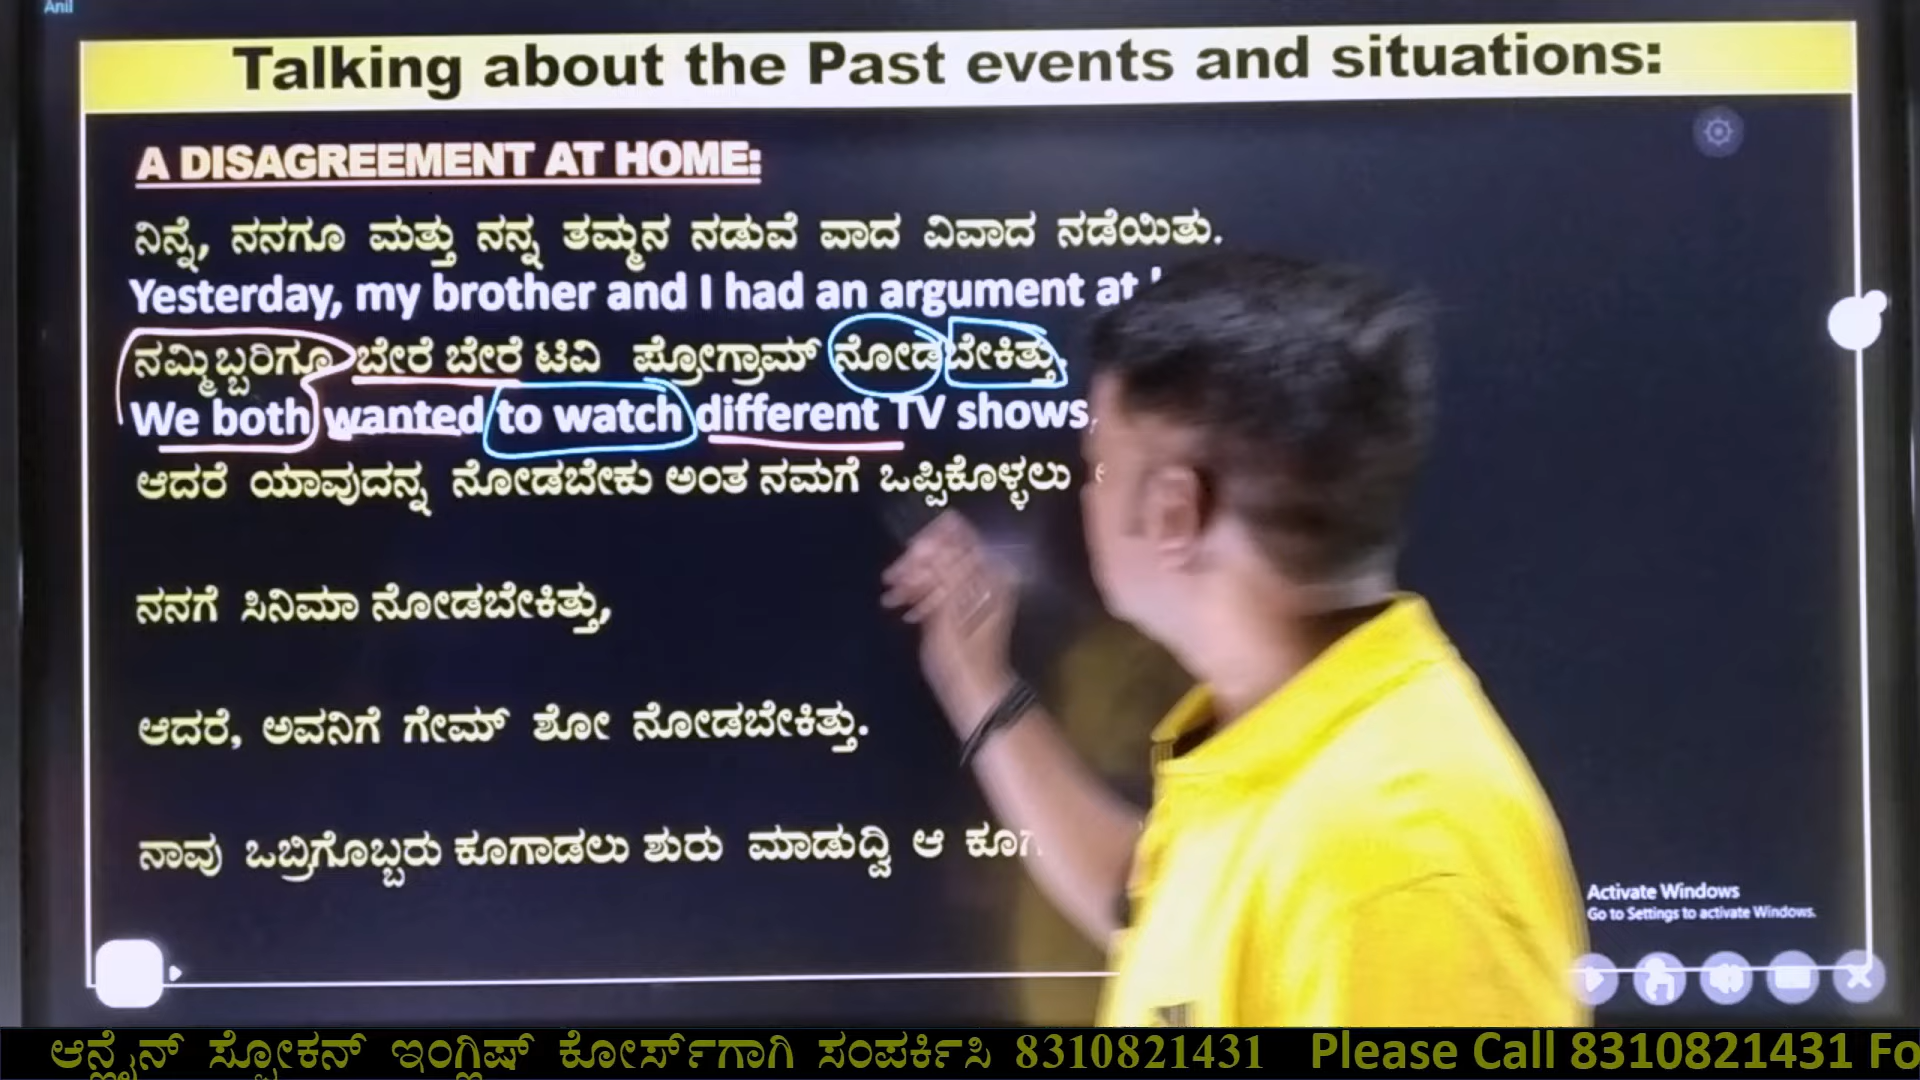 Anil
Talking about the Past events and situations:
A DISAGREEMENT AT HOME:
ನಿನ್ನೆ, ನನಗೂ ಮತ್ತು ನನ್ನ ತಮ್ಮನ ನಡುವೆ ವಾದ ವಿವಾದ ನಡೆಯಿತು.
Yesterday, my brother and I had an argument at
ನಮ್ಮಿಬ್ಬರಿಗೂ ಬೇರೆ ಬೇರೆ ಟಿವಿ ಪ್ರೋಗ್ರಾಮ್ ನೋಡಬೇಕಿತ್ತು.
We both wanted to watch different TV shows,
ಆದರೆ ಯಾವುದನ್ನ ನೋಡಬೇಕು ಅಂತ ನಮಗೆ ಒಪ್ಪಿಕೊಳ್ಳಲು
ನನಗೆ ಸಿನಿಮಾ ನೋಡಬೇಕಿತ್ತು,
ಆದರೆ, ಅವನಿಗೆ ಗೇಮ್ ಶೋ ನೋಡಬೇಕಿತ್ತು.
ನಾವು ಒಬ್ರಿಗೊಬ್ಬರು ಕೂಗಾಡಲು ಶುರು ಮಾಡುದ್ವಿ ಆ
Activate Windows
Go to Settings to activate Windows.
ಆನ್ಲೈನ್ ಸ್ಪೋಕನ್ ಇಂಗ್ಲಿಷ್ ಕೋರ್ಸ್‌ಗಾಗಿ ಸಂಪರ್ಕಿಸಿ 8310821431 Please Call 8310821431 Fo